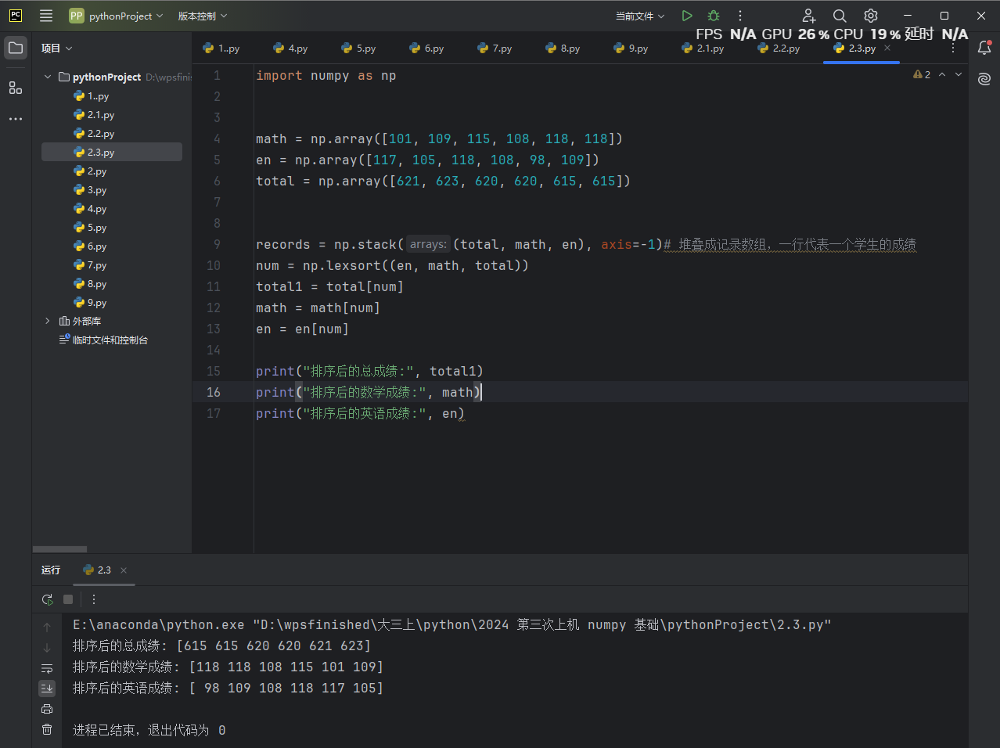 PC PP pythonProject 版本控制 当前文件
FPS N/A GPU 26 % CPU 19 % 延时 N/A
项目
1..py 4.py 5.py 6.py 7.py 8.py 9.py 2.1.py 2.2.py 2.3.py
pythonProject D:\wpsfini
1..py
2.1.py
2.2.py
2.3.py
2.py
3.py
4.py
5.py
6.py
7.py
8.py
9.py
外部库
临时文件和控制台
2
1 import numpy as np
2
3
4 math = np.array([101, 109, 115, 108, 118, 118])
5 en = np.array([117, 105, 118, 108, 98, 109])
6 total = np.array([621, 623, 620, 620, 615, 615])
7
8
9 records = np.stack( arrays: (total, math, en), axis=-1)# 堆叠成记录数组，一行代表一个学生的成绩
10 num = np.lexsort((en, math, total))
11 total1 = total[num]
12 math = math[num]
13 en = en[num]
14
15 print("排序后的总成绩:", total1)
16 print("排序后的数学成绩:", math)
17 print("排序后的英语成绩:", en)
运行 2.3
E:\anaconda\python.exe "D:\wpsfinished\大三上\python\2024 第三次上机 numpy 基础\pythonProject\2.3.py"
排序后的总成绩: [615 615 620 620 621 623]
排序后的数学成绩: [118 118 108 115 101 109]
排序后的英语成绩: [ 98 109 108 118 117 105]
进程已结束，退出代码为 0